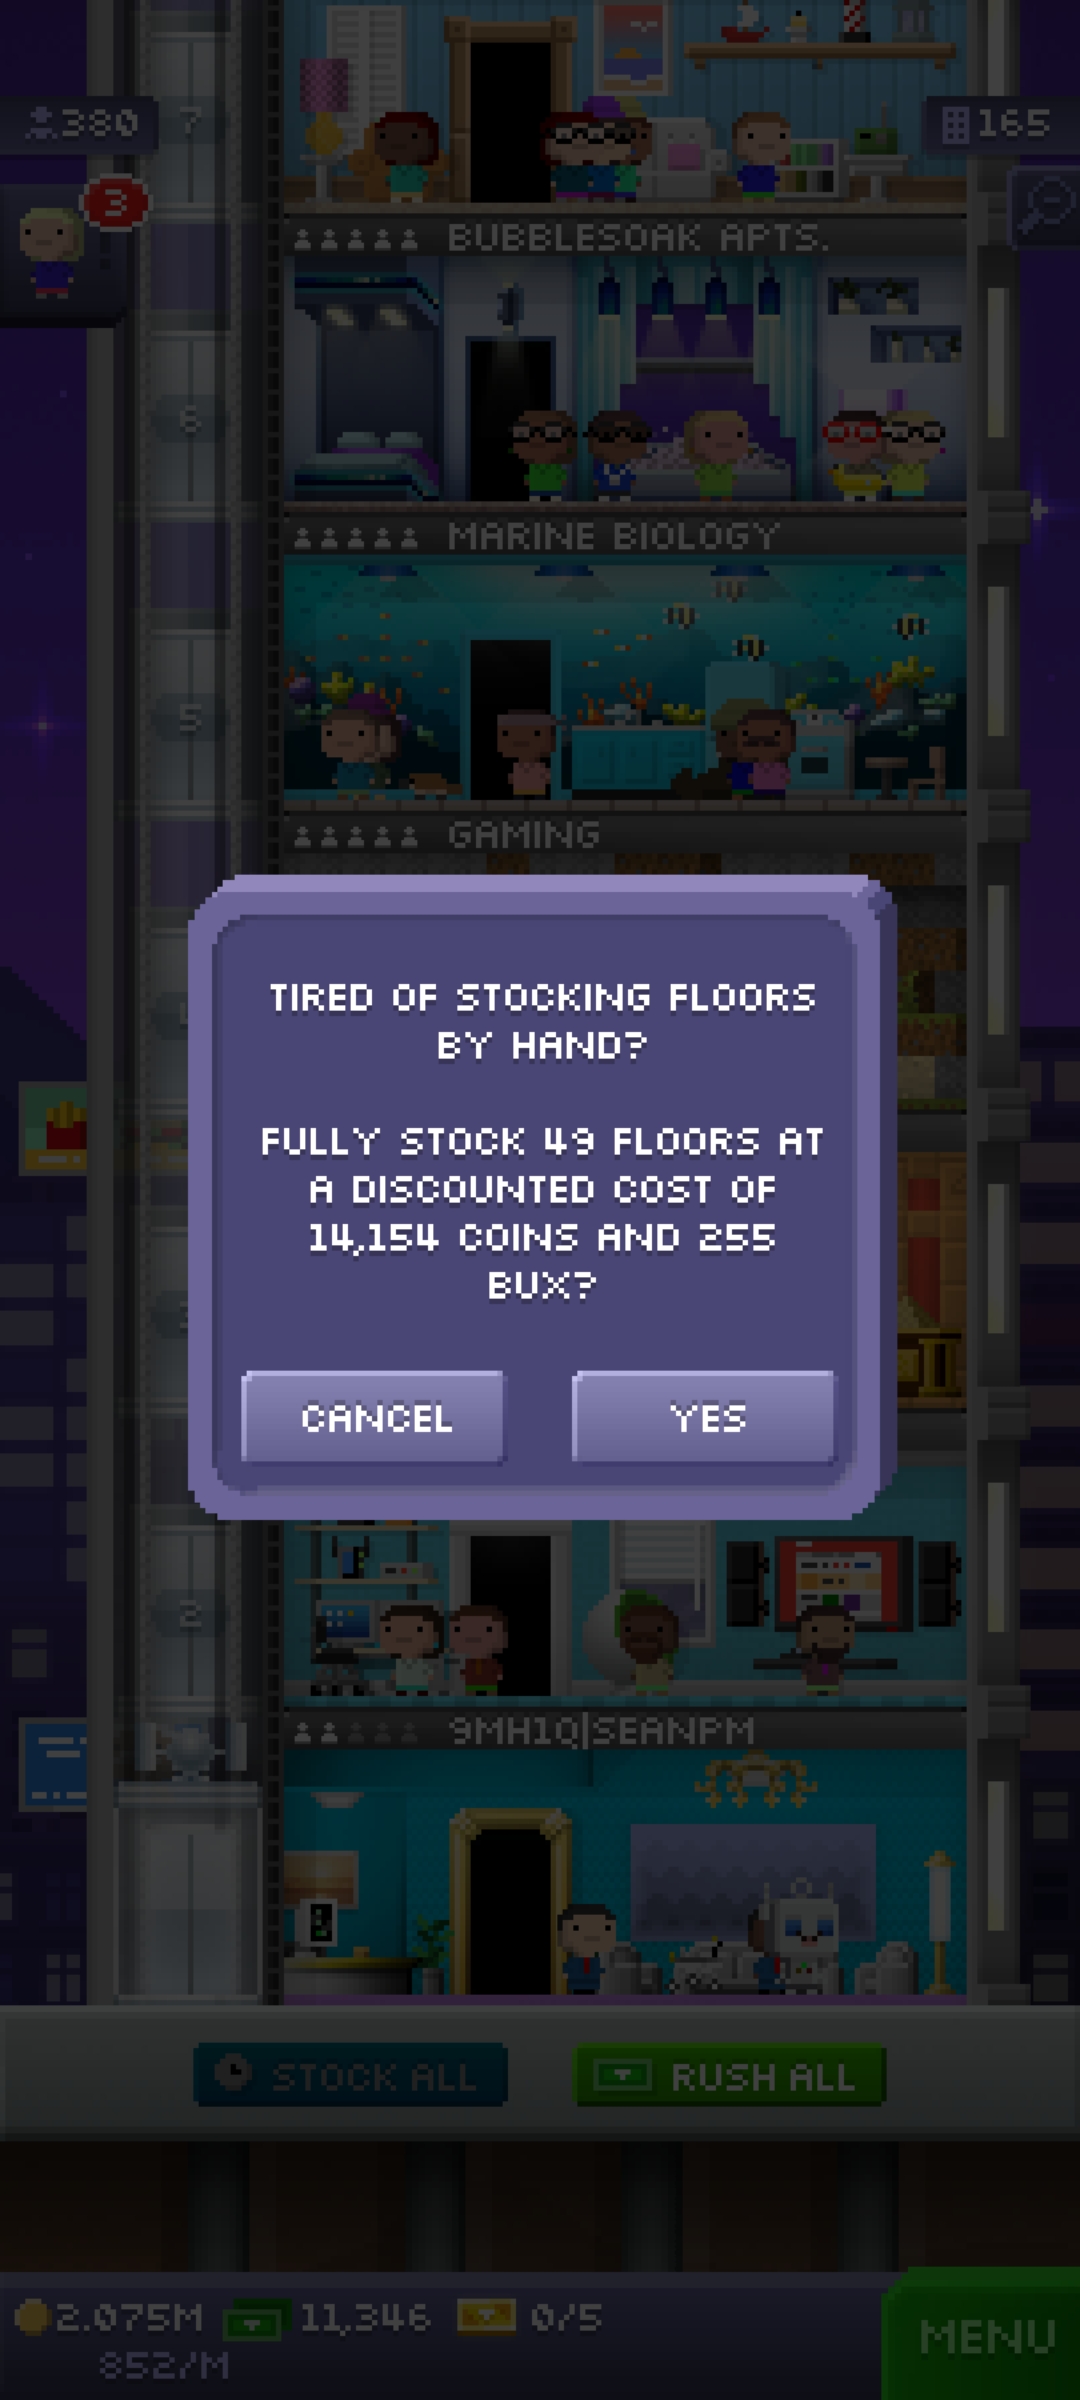 380
7
165
3
BUBBLESOAK APTS.
6
MARINE BIOLOGY
5
GAMING
TIRED OF STOCKING FLOORS
BY HAND?
FULLY STOCK 49 FLOORS AT
A DISCOUNTED COST OF
14,154 COINS AND 255
BUX?
CANCEL
YES
2
9MH1Q|SEANPM
STOCK ALL
RUSH ALL
2.075M
11,346
0/5
MENU
852/M